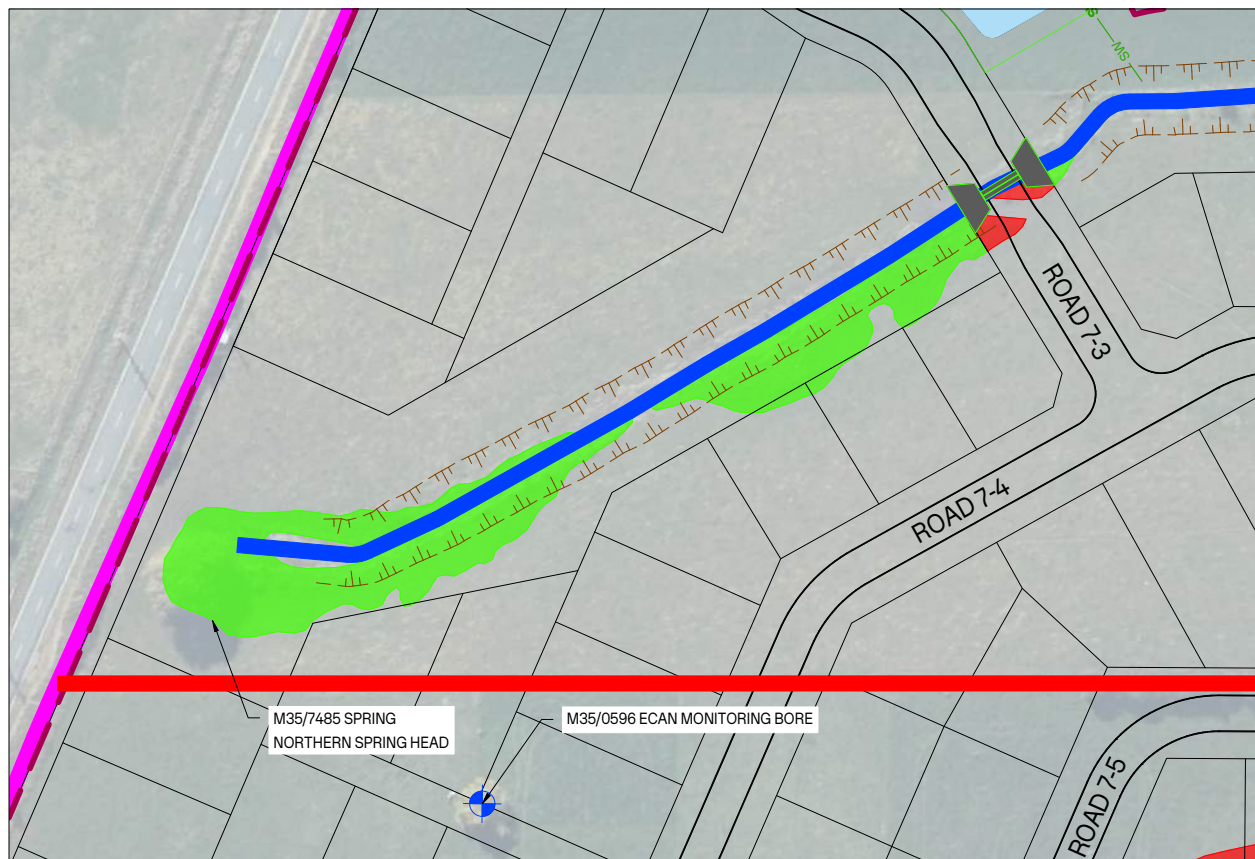 SW
ROAD 7-3
ROAD 7-4
M35/7485 SPRING
NORTHERN SPRING HEAD
M35/0596 ECAN MONITORING BORE
ROAD 7-5